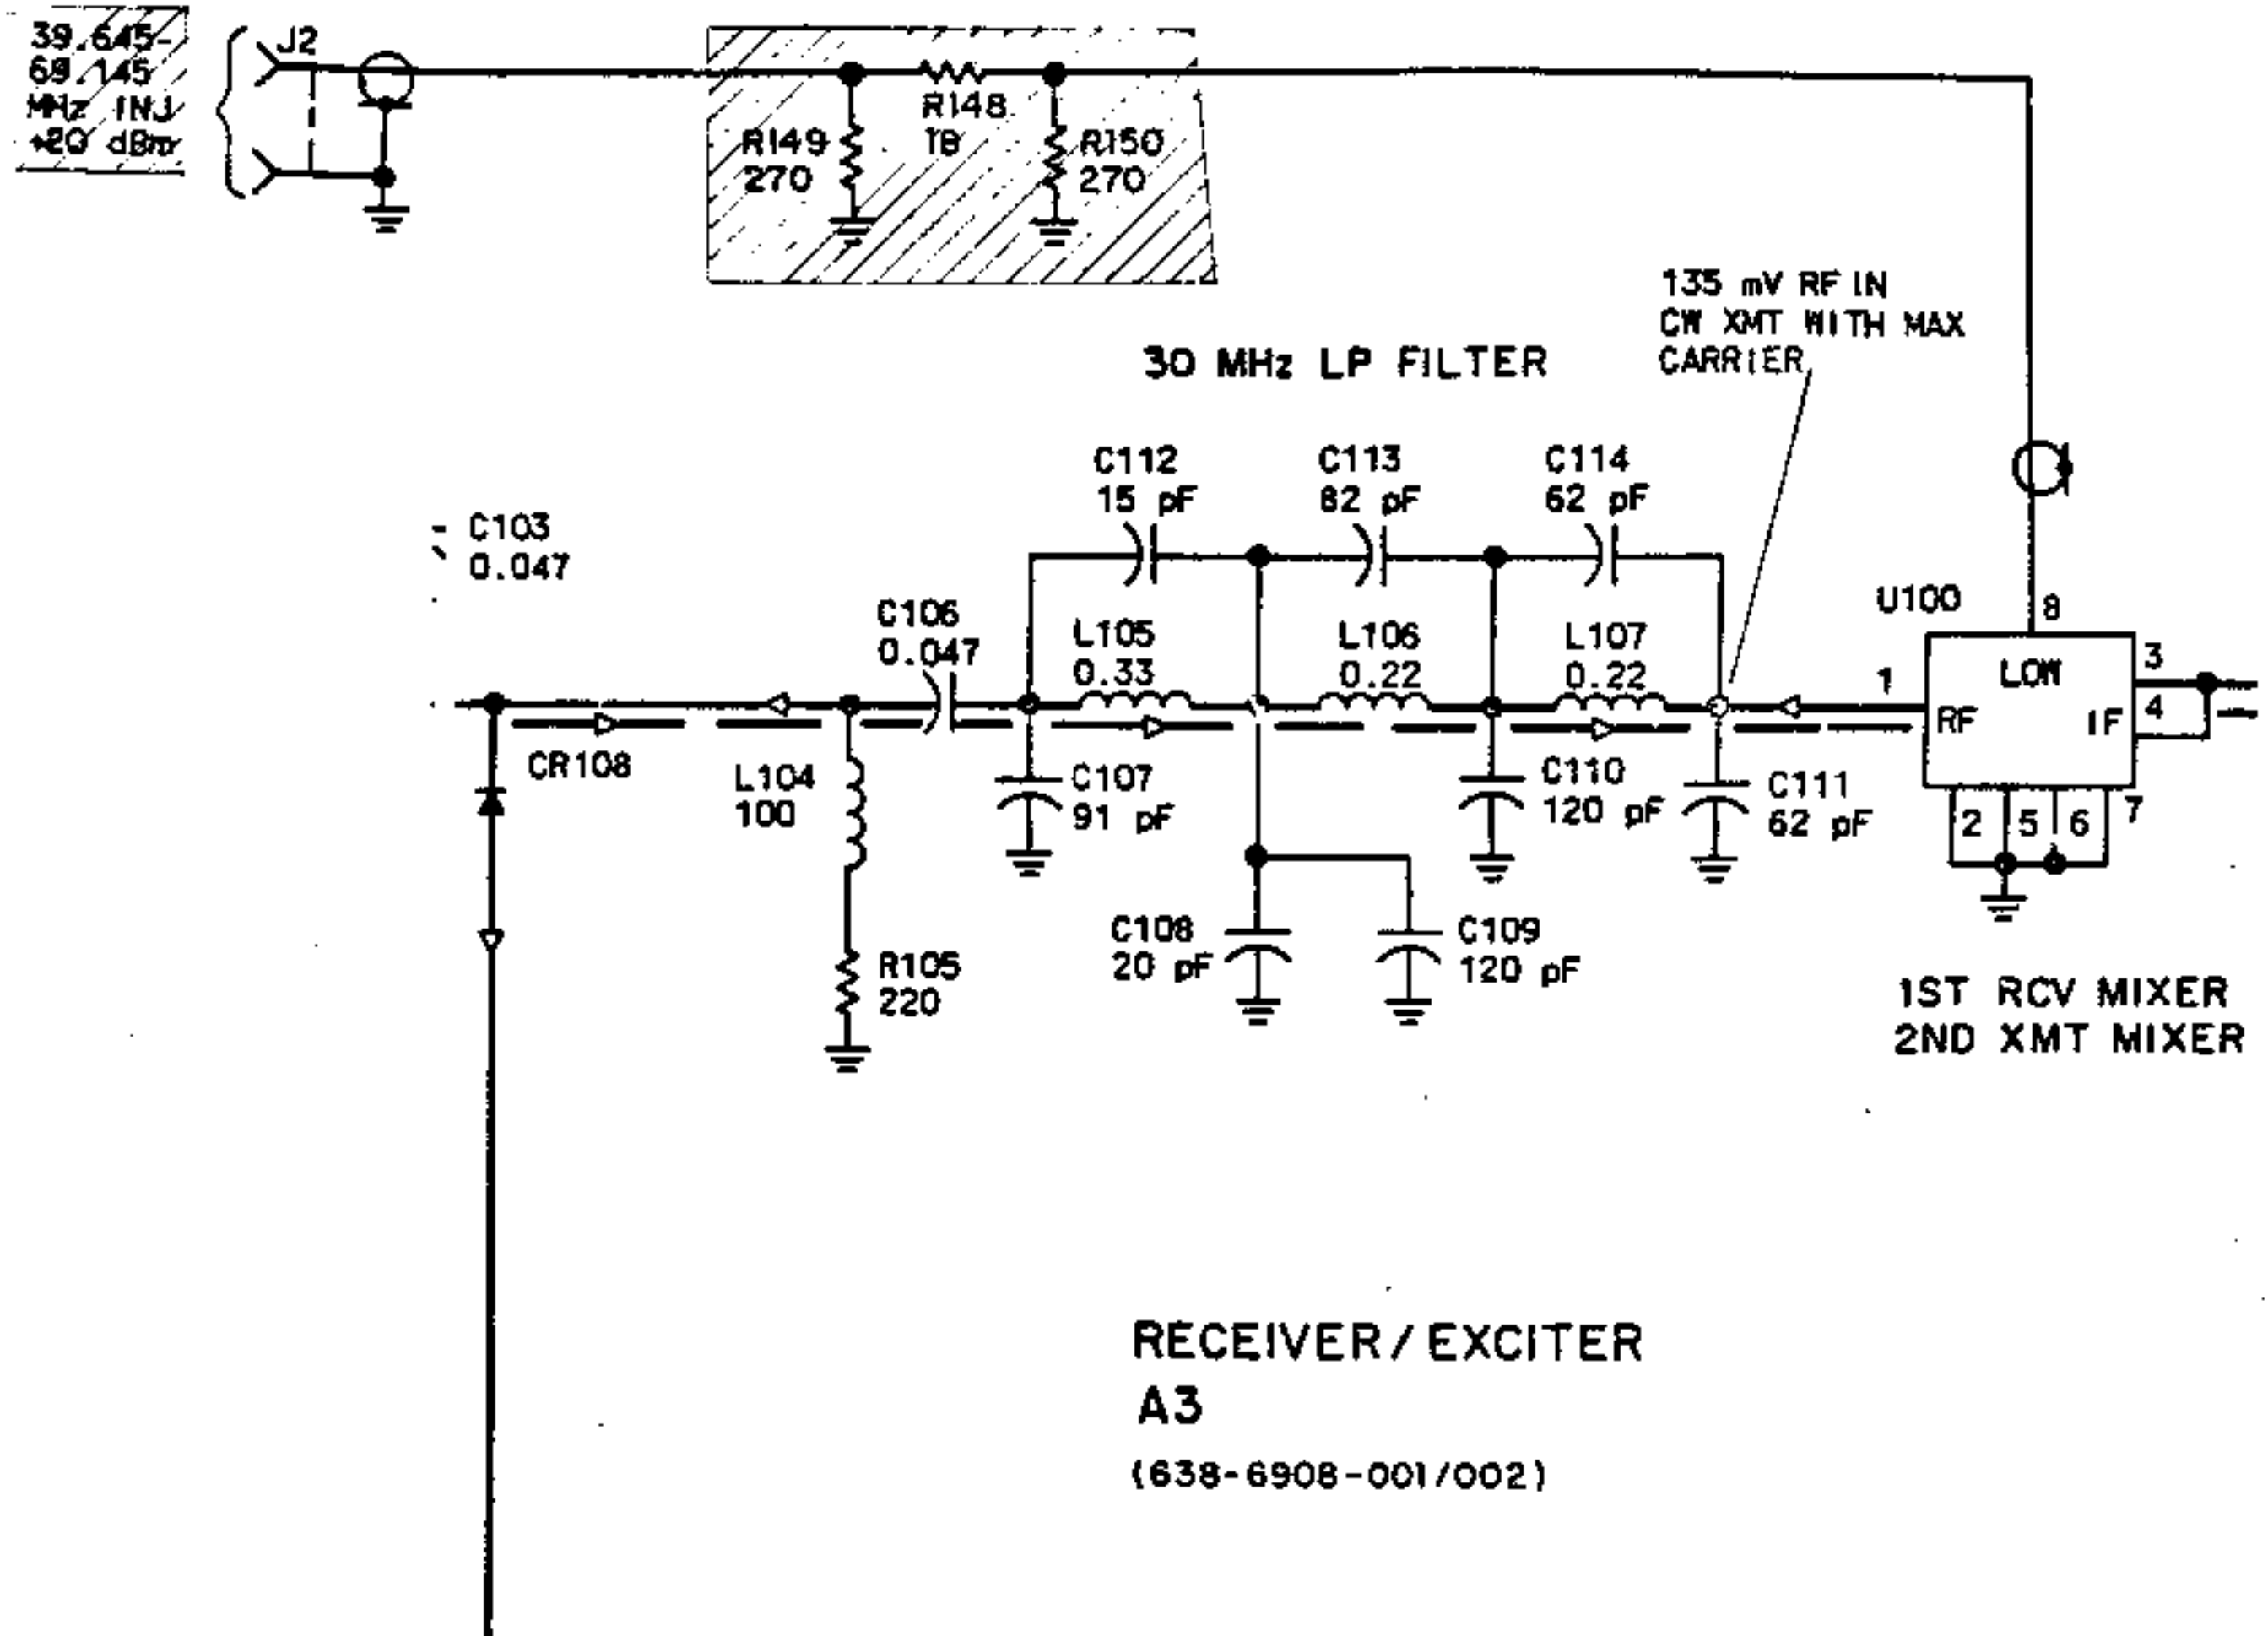 39.645-
69.145
MHz INJ
+20 dBm
J2
R148
18
R149
270
R150
270
135 mV RF IN
CW XMT WITH MAX
CARRIER
30 MHz LP FILTER
C112
15 pF
C113
82 pF
C114
62 pF
C103
0.047
C106
0.047
L105
0.33
L106
0.22
L107
0.22
U100
8
3
LOW
1
4
RF
IF
CR108
L104
100
C107
91 pF
C110
120 pF
C111
62 pF
2
5
6
7
C108
20 pF
C109
120 pF
R105
220
1ST RCV MIXER
2ND XMT MIXER
RECEIVER/EXCITER
A3
(638-6908-001/002)